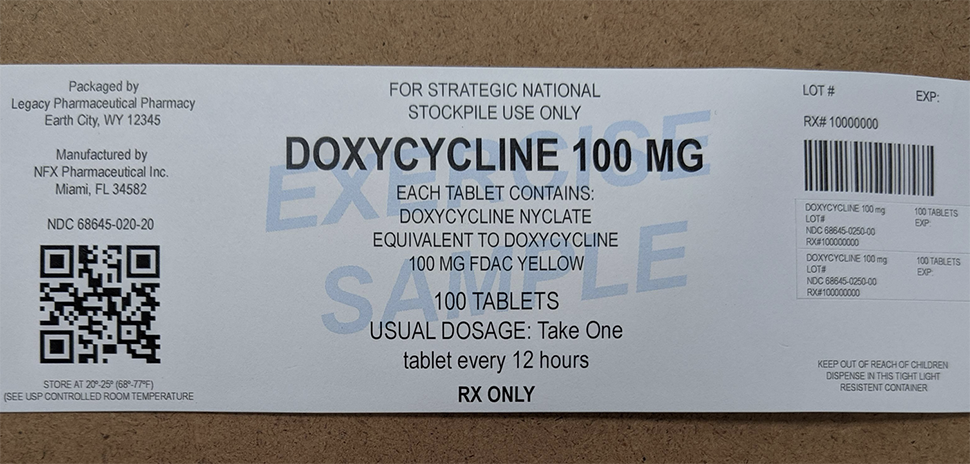 Packaged by
Legacy Pharmaceutical Pharmacy
Earth City, WY 12345
Manufactured by
NFX Pharmaceutical Inc.
Miami, FL 34582
NDC 68645-020-20
STORE AT 20º-25º (68º-77ºF)
(SEE USP CONTROLLED ROOM TEMPERATURE
FOR STRATEGIC NATIONAL
STOCKPILE USE ONLY
DOXYCYCLINE 100 MG
EXERCISE
SAMPLE
EACH TABLET CONTAINS:
DOXYCYCLINE NYCLATE
EQUIVALENT TO DOXYCYCLINE
100 MG FDAC YELLOW
100 TABLETS
USUAL DOSAGE: Take One
tablet every 12 hours
RX ONLY
LOT # EXP:
RX# 10000000
DOXYCYCLINE 100 mg 100 TABLETS
LOT# EXP:
NDC 68645-0250-00
RX#100000000
DOXYCYCLINE 100 mg 100 TABLETS
LOT# EXP:
NDC 68645-0250-00
RX#100000000
KEEP OUT OF REACH OF CHILDREN
DISPENSE IN THIS TIGHT LIGHT
RESISTENT CONTAINER